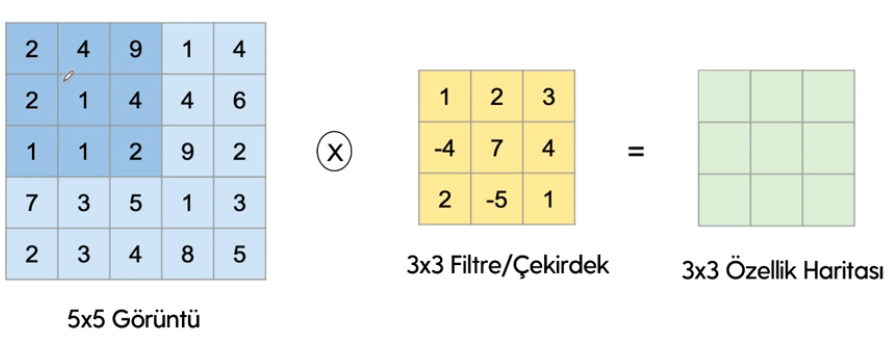 2 4 9 1 4
2 1 4 4 6
1 1 2 9 2
7 3 5 1 3
2 3 4 8 5
5x5 Görüntü
X
1 2 3
-4 7 4
2 -5 1
3x3 Filtre/Çekirdek
=
3x3 Özellik Haritası